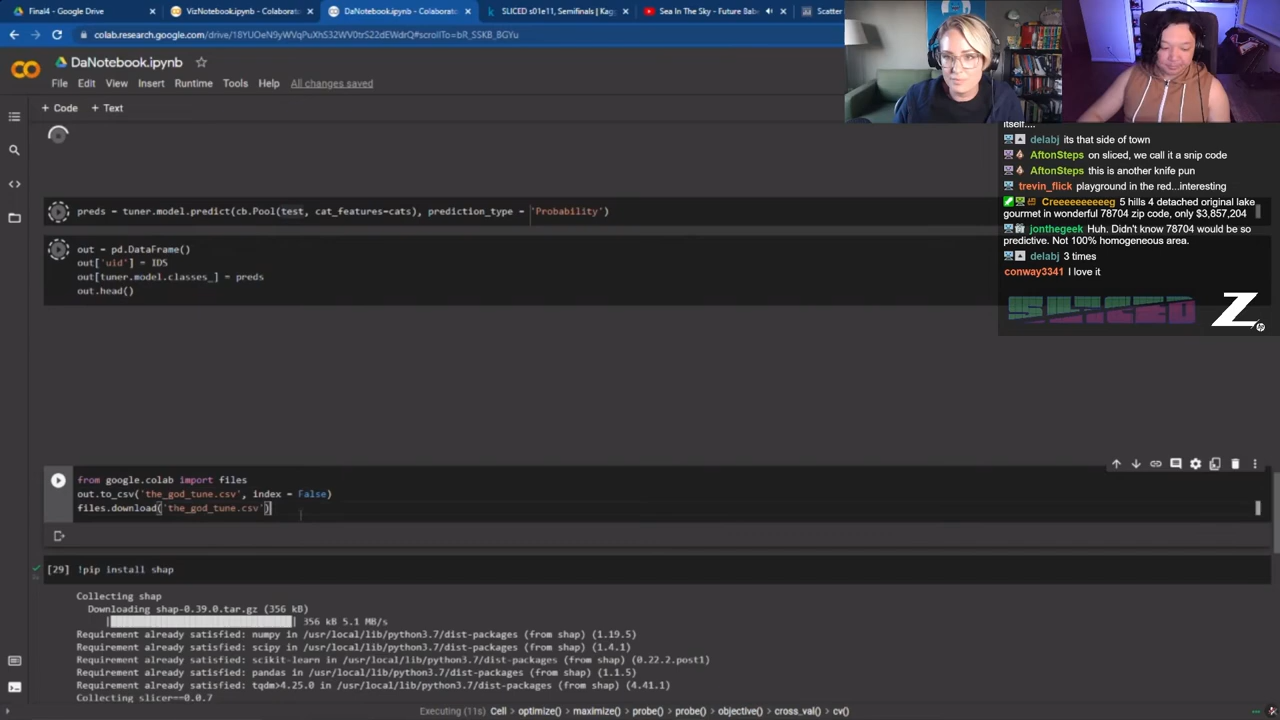 Final4 - Google Drive
VizNotebook.ipynb - Colaborat
DaNotebook.ipynb - Colaborato
SLICED s01e11, Semifinals | Kag
Sea In The Sky - Future Bab
Scatter
colab.research.google.com/drive/18YUOeN9yWVqPuXhS32WV0trS22dEWdrQ#scrollTo=bR_SSKB_BGYu
DaNotebook.ipynb
File Edit View Insert Runtime Tools Help All changes saved
+ Code + Text
itself....
delabj its that side of town
AftonSteps on sliced, we call it a snip code
AftonSteps this is another knife pun
trevin_flick playground in the red...interesting
Creeeeeeeeeg 5 hills 4 detached original lake
gourmet in wonderful 78704 zip code, only $3,857,204
jonthegeek Huh. Didn't know 78704 would be so
predictive. Not 100% homogeneous area.
delabj 3 times
conway3341 I love it
SLICED
Z
hp
preds = tuner.model.predict(cb.Pool(test, cat_features=cats), prediction_type = 'Probability')
out = pd.DataFrame()
out['uid'] = IDS
out[tuner.model.classes_] = preds
out.head()
from google.colab import files
out.to_csv('the_god_tune.csv', index = False)
files.download('the_god_tune.csv')
[29] !pip install shap
Collecting shap
Downloading shap-0.39.0.tar.gz (356 kB)
356 kB 5.1 MB/s
Requirement already satisfied: numpy in /usr/local/lib/python3.7/dist-packages (from shap) (1.19.5)
Requirement already satisfied: scipy in /usr/local/lib/python3.7/dist-packages (from shap) (1.4.1)
Requirement already satisfied: scikit-learn in /usr/local/lib/python3.7/dist-packages (from shap) (0.22.2.post1)
Requirement already satisfied: pandas in /usr/local/lib/python3.7/dist-packages (from shap) (1.1.5)
Requirement already satisfied: tqdm>4.25.0 in /usr/local/lib/python3.7/dist-packages (from shap) (4.41.1)
Collecting slicer==0.0.7
Executing (11s) Cell > optimize() > maximize() > probe() > probe() > objective() > cross_val() > cv()